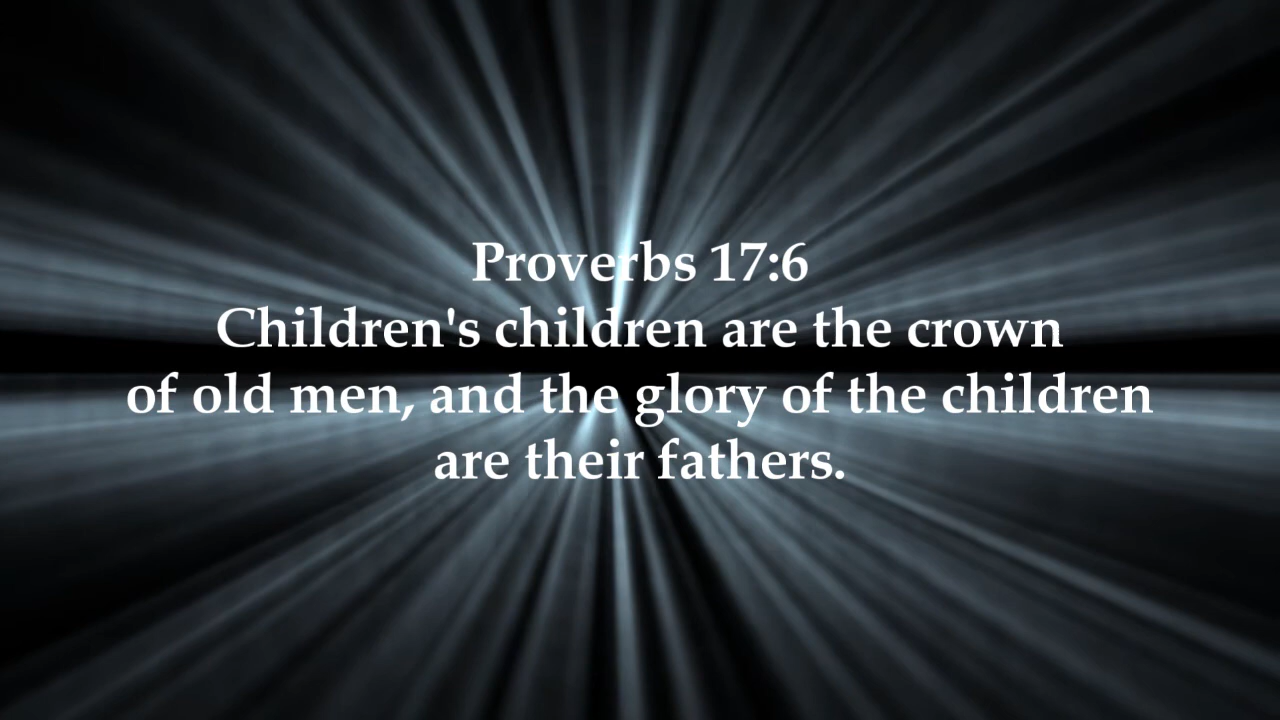 Proverbs 17:6
Children's children are the crown
of old men, and the glory of the children
are their fathers.